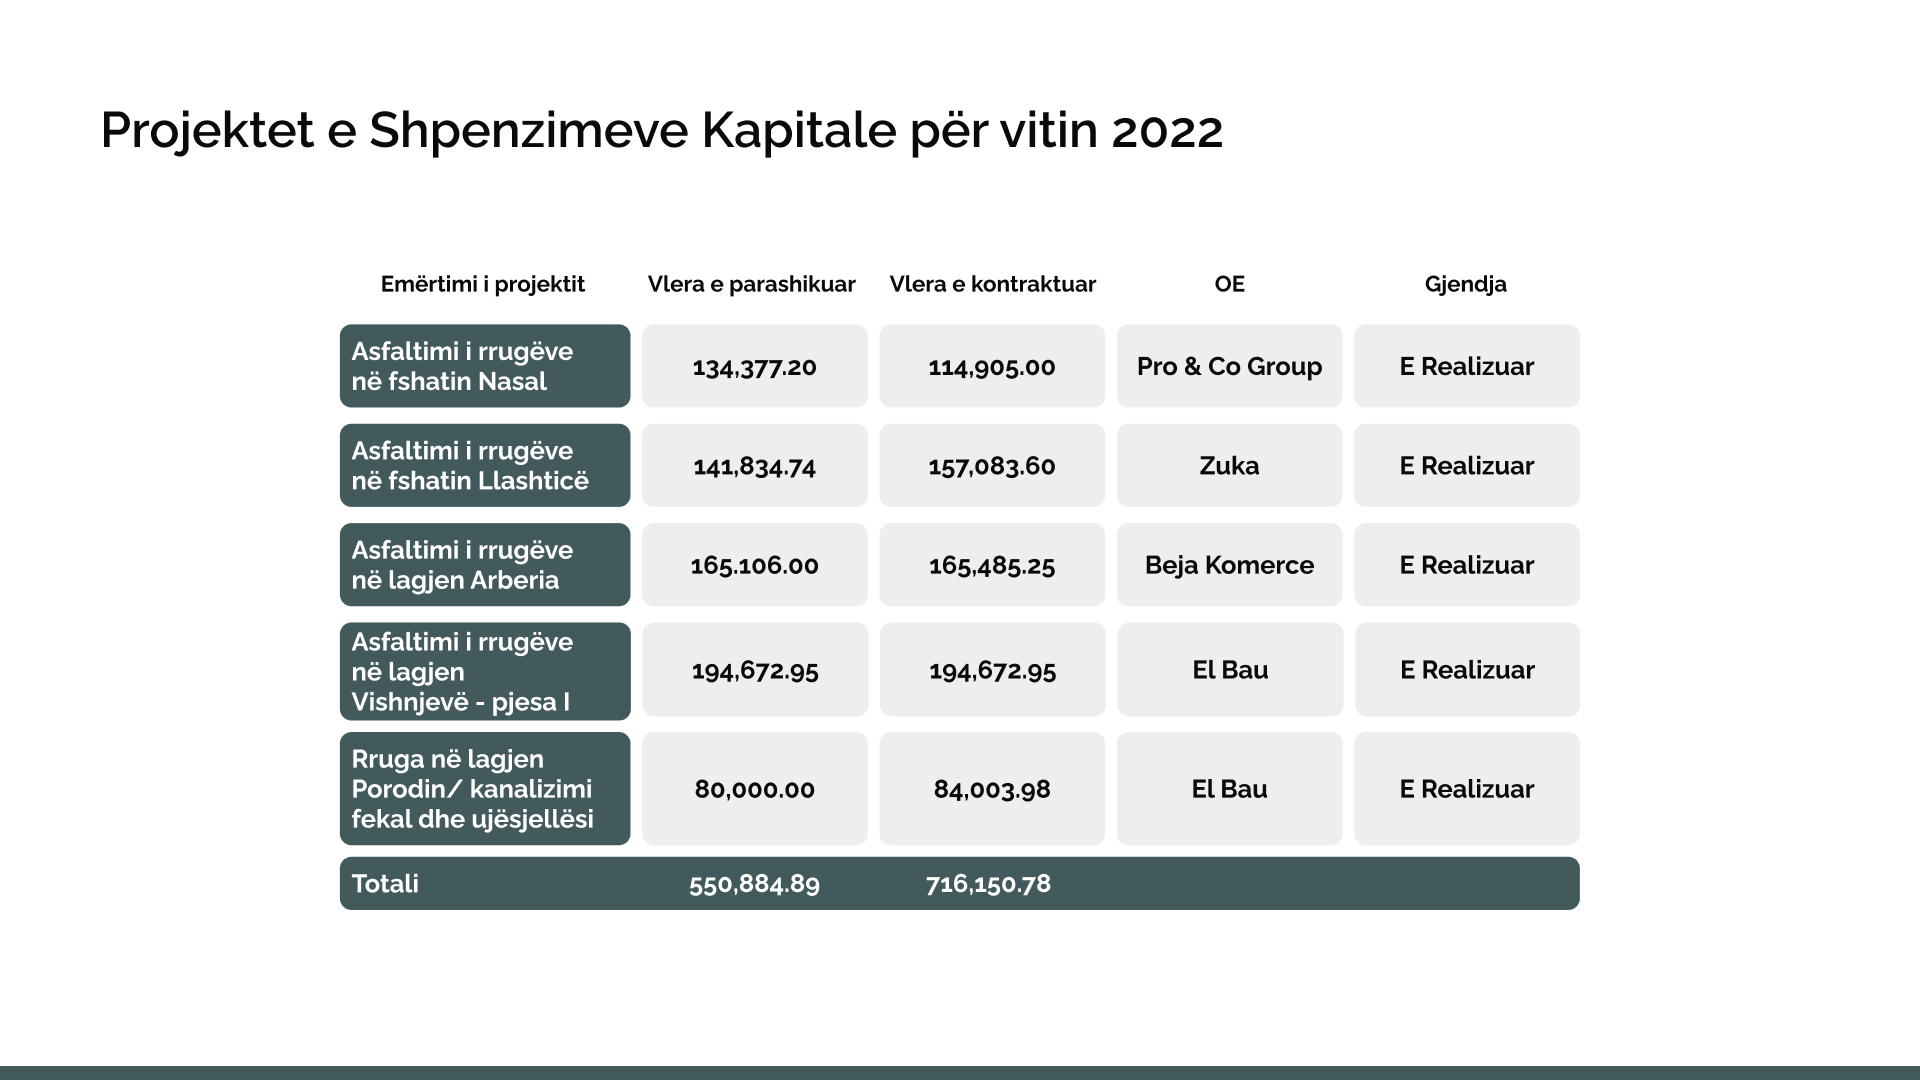 Projektet e Shpenzimeve Kapitale për vitin 2022
Emërtimi i projektit Vlera e parashikuar Vlera e kontraktuar OE Gjendja
Asfaltimi i rrugëve
në fshatin Nasal
134,377.20 114,905.00 Pro & Co Group E Realizuar
Asfaltimi i rrugëve
në fshatin Llashticë
141,834.74 157,083.60 Zuka E Realizuar
Asfaltimi i rrugëve
në lagjen Arberia
165.106.00 165,485.25 Beja Komerce E Realizuar
Asfaltimi i rrugëve
në lagjen
Vishnjevë - pjesa I
194,672.95 194,672.95 El Bau E Realizuar
Rruga në lagjen
Porodin/ kanalizimi
fekal dhe ujësjellësi
80,000.00 84,003.98 El Bau E Realizuar
Totali 550,884.89 716,150.78